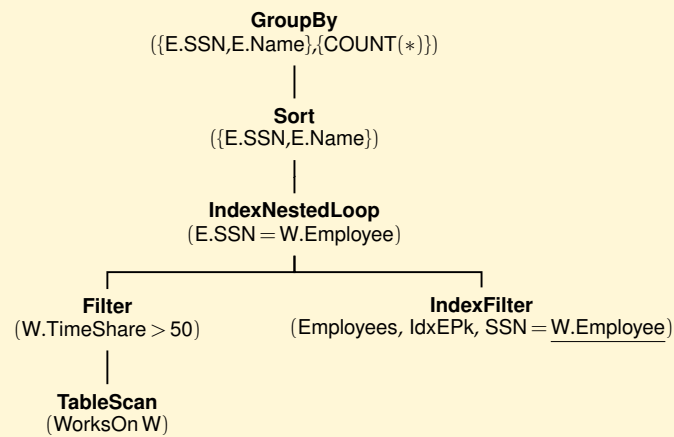 GroupBy
({E.SSN,E.Name},{COUNT(∗)})
Sort
({E.SSN,E.Name})
IndexNestedLoop
(E.SSN = W.Employee)
Filter
(W.TimeShare > 50)
IndexFilter
(Employees, IdxEPk, SSN = W.Employee)
TableScan
(WorksOn W)